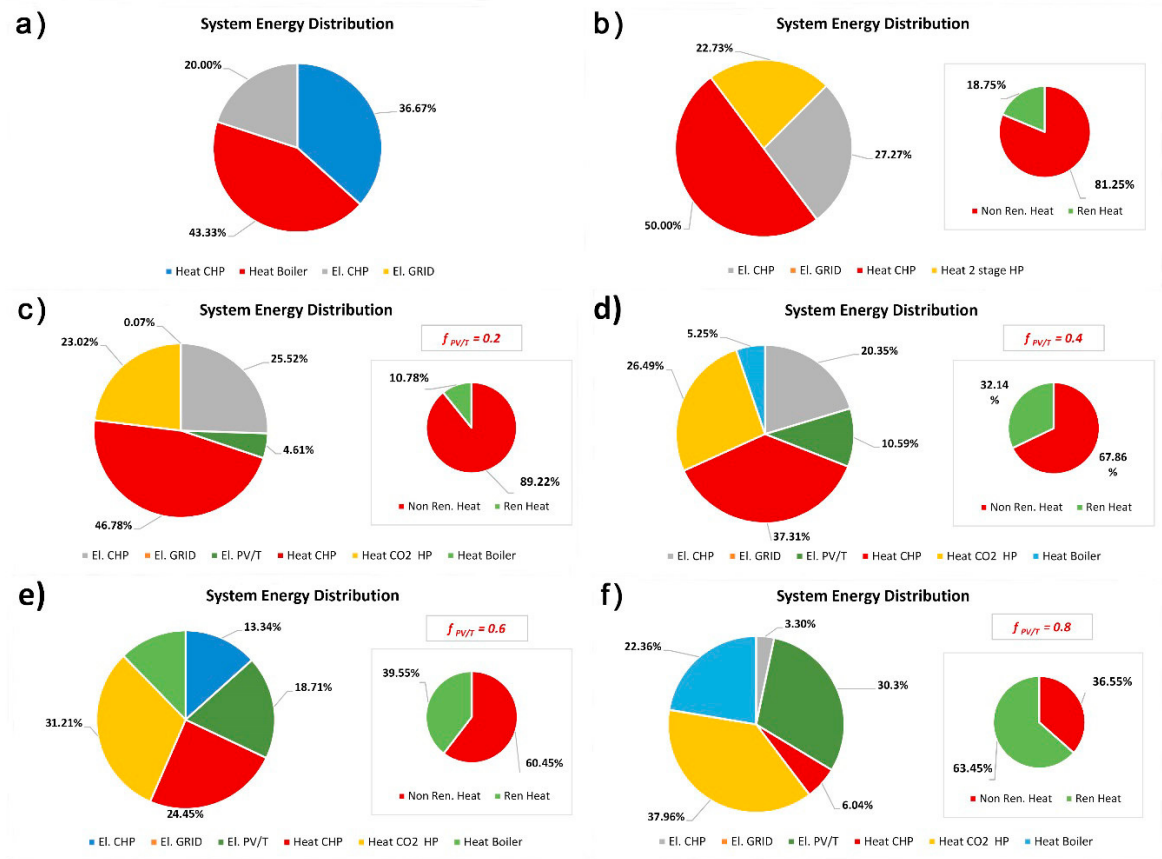 a)
System Energy Distribution
20.00%
36.67%
43.33%
Heat CHP Heat Boiler El. CHP El. GRID
b)
System Energy Distribution
22.73%
27.27%
50.00%
18.75%
81.25%
Non Ren. Heat Ren Heat
El. CHP El. GRID Heat CHP Heat 2 stage HP
c)
System Energy Distribution
0.07%
23.02%
25.52%
4.61%
46.78%
f PV/T = 0.2
10.78%
89.22%
Non Ren. Heat Ren Heat
El. CHP El. GRID El. PV/T Heat CHP Heat CO2 HP Heat Boiler
d)
System Energy Distribution
5.25%
20.35%
26.49%
10.59%
37.31%
f PV/T = 0.4
32.14
%
67.86
%
Non Ren. Heat Ren Heat
El. CHP El. GRID El. PV/T Heat CHP Heat CO2 HP Heat Boiler
e)
System Energy Distribution
13.34%
18.71%
31.21%
24.45%
f PV/T = 0.6
39.55%
60.45%
Non Ren. Heat Ren Heat
El. CHP El. GRID El. PV/T Heat CHP Heat CO2 HP Heat Boiler
f)
System Energy Distribution
3.30%
22.36%
30.3%
37.96%
6.04%
f PV/T = 0.8
36.55%
63.45%
Non Ren. Heat Ren Heat
El. CHP El. GRID El. PV/T Heat CHP Heat CO2 HP Heat Boiler